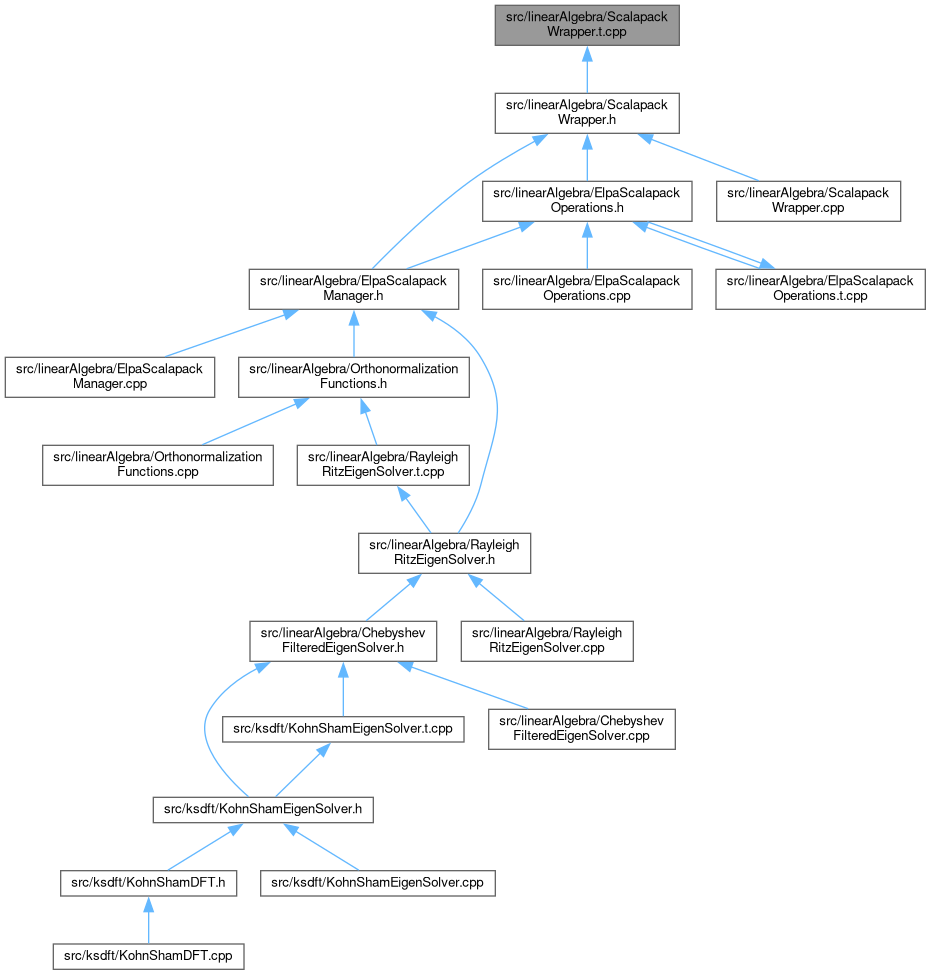 src/linearAlgebra/Scalapack
Wrapper.t.cpp
src/linearAlgebra/Scalapack
Wrapper.h
src/linearAlgebra/ElpaScalapack
Operations.h
src/linearAlgebra/Scalapack
Wrapper.cpp
src/linearAlgebra/ElpaScalapack
Manager.h
src/linearAlgebra/ElpaScalapack
Operations.cpp
src/linearAlgebra/ElpaScalapack
Operations.t.cpp
src/linearAlgebra/ElpaScalapack
Manager.cpp
src/linearAlgebra/Orthonormalization
Functions.h
src/linearAlgebra/Orthonormalization
Functions.cpp
src/linearAlgebra/Rayleigh
RitzEigenSolver.t.cpp
src/linearAlgebra/Rayleigh
RitzEigenSolver.h
src/linearAlgebra/Chebyshev
FilteredEigenSolver.h
src/linearAlgebra/Rayleigh
RitzEigenSolver.cpp
src/ksdft/KohnShamEigenSolver.t.cpp
src/linearAlgebra/Chebyshev
FilteredEigenSolver.cpp
src/ksdft/KohnShamEigenSolver.h
src/ksdft/KohnShamDFT.h
src/ksdft/KohnShamEigenSolver.cpp
src/ksdft/KohnShamDFT.cpp